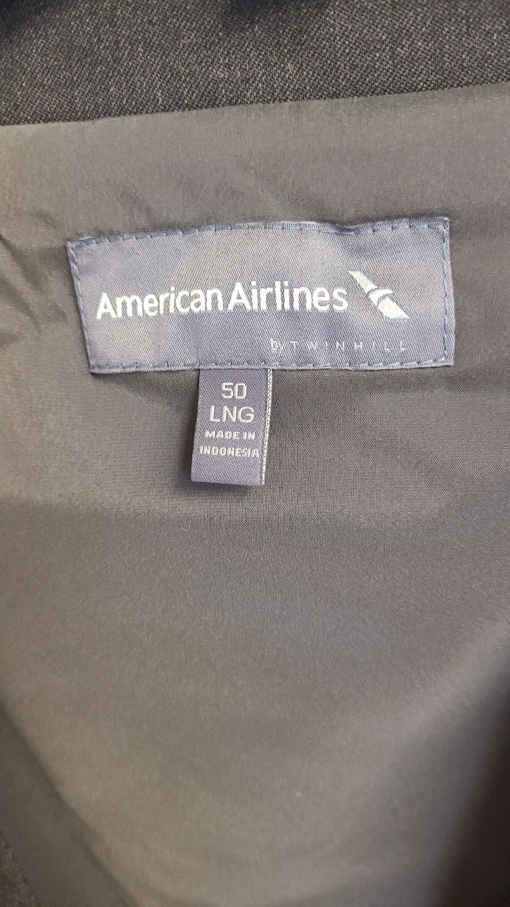 American Airlines
by TWINHILL
50
LNG
MADE IN
INDONESIA